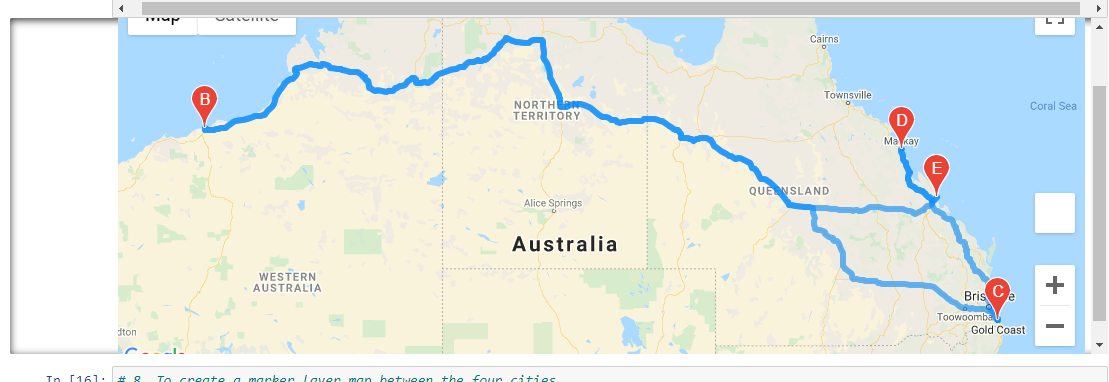 Map Satellite
Cairns
Townsville
Coral Sea
B
NORTHERN
TERRITORY
D
Mackay
E
QUEENSLAND
Alice Springs
Australia
WESTERN
AUSTRALIA
C
Brisbane
Toowoomba
Gold Coast
Google
In [16]: # 8. To create a marker layer map between the four cities